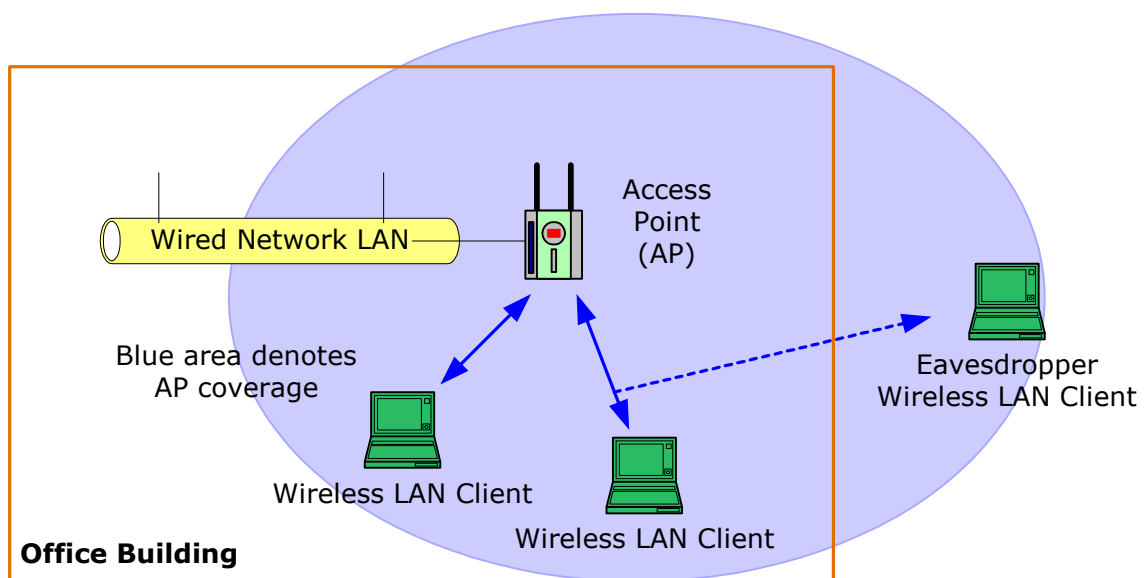 Access
Point
(AP)
Wired Network LAN
Blue area denotes
AP coverage
Eavesdropper
Wireless LAN Client
Wireless LAN Client
Wireless LAN Client
Office Building